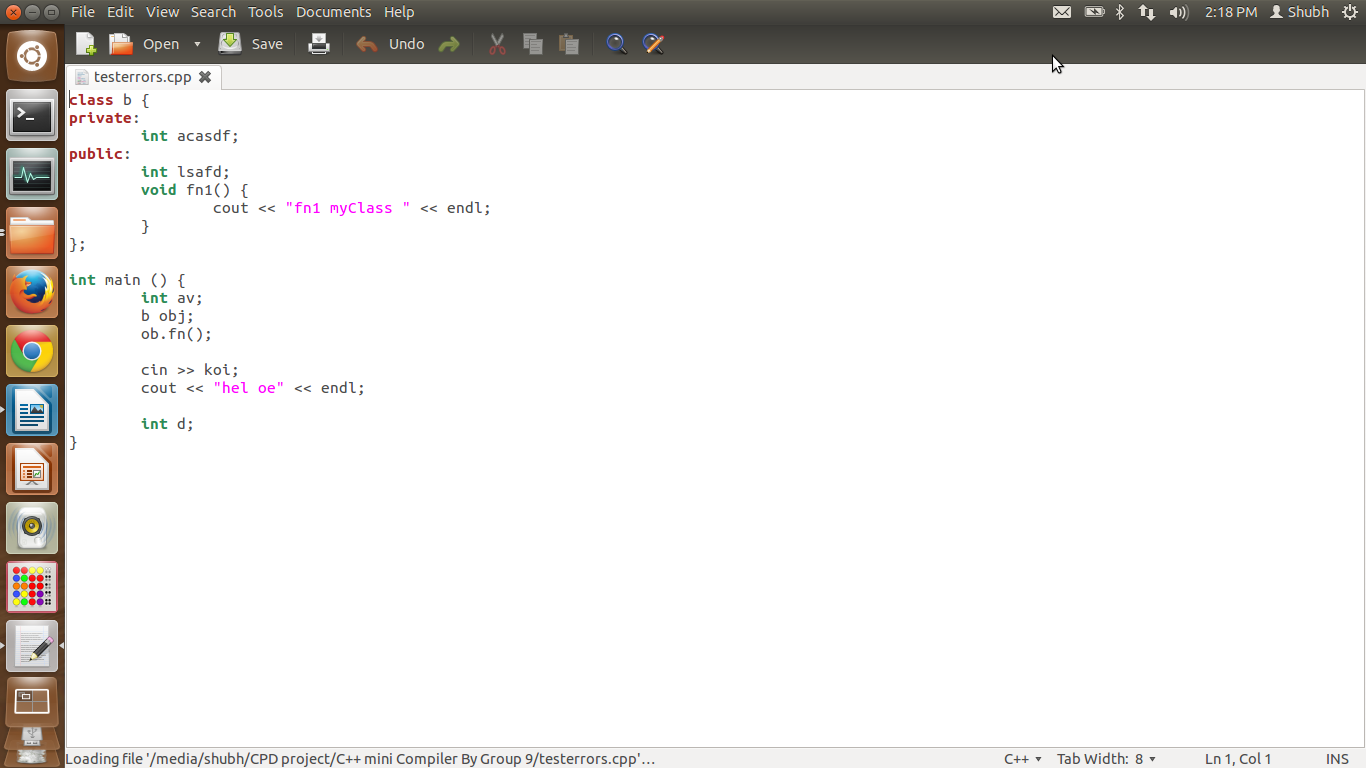 File Edit View Search Tools Documents Help 2:18 PM Shubh
Open Save Undo
testerrors.cpp
class b {
private:
        int acasdf;
public:
        int lsafd;
        void fn1() {
                cout << "fn1 myClass " << endl;
        }
};

int main () {
        int av;
        b obj;
        ob.fn();

        cin >> koi;
        cout << "hel oe" << endl;

        int d;
}
Loading file '/media/shubh/CPD project/C++ mini Compiler By Group 9/testerrors.cpp'… C++ Tab Width: 8 Ln 1, Col 1 INS